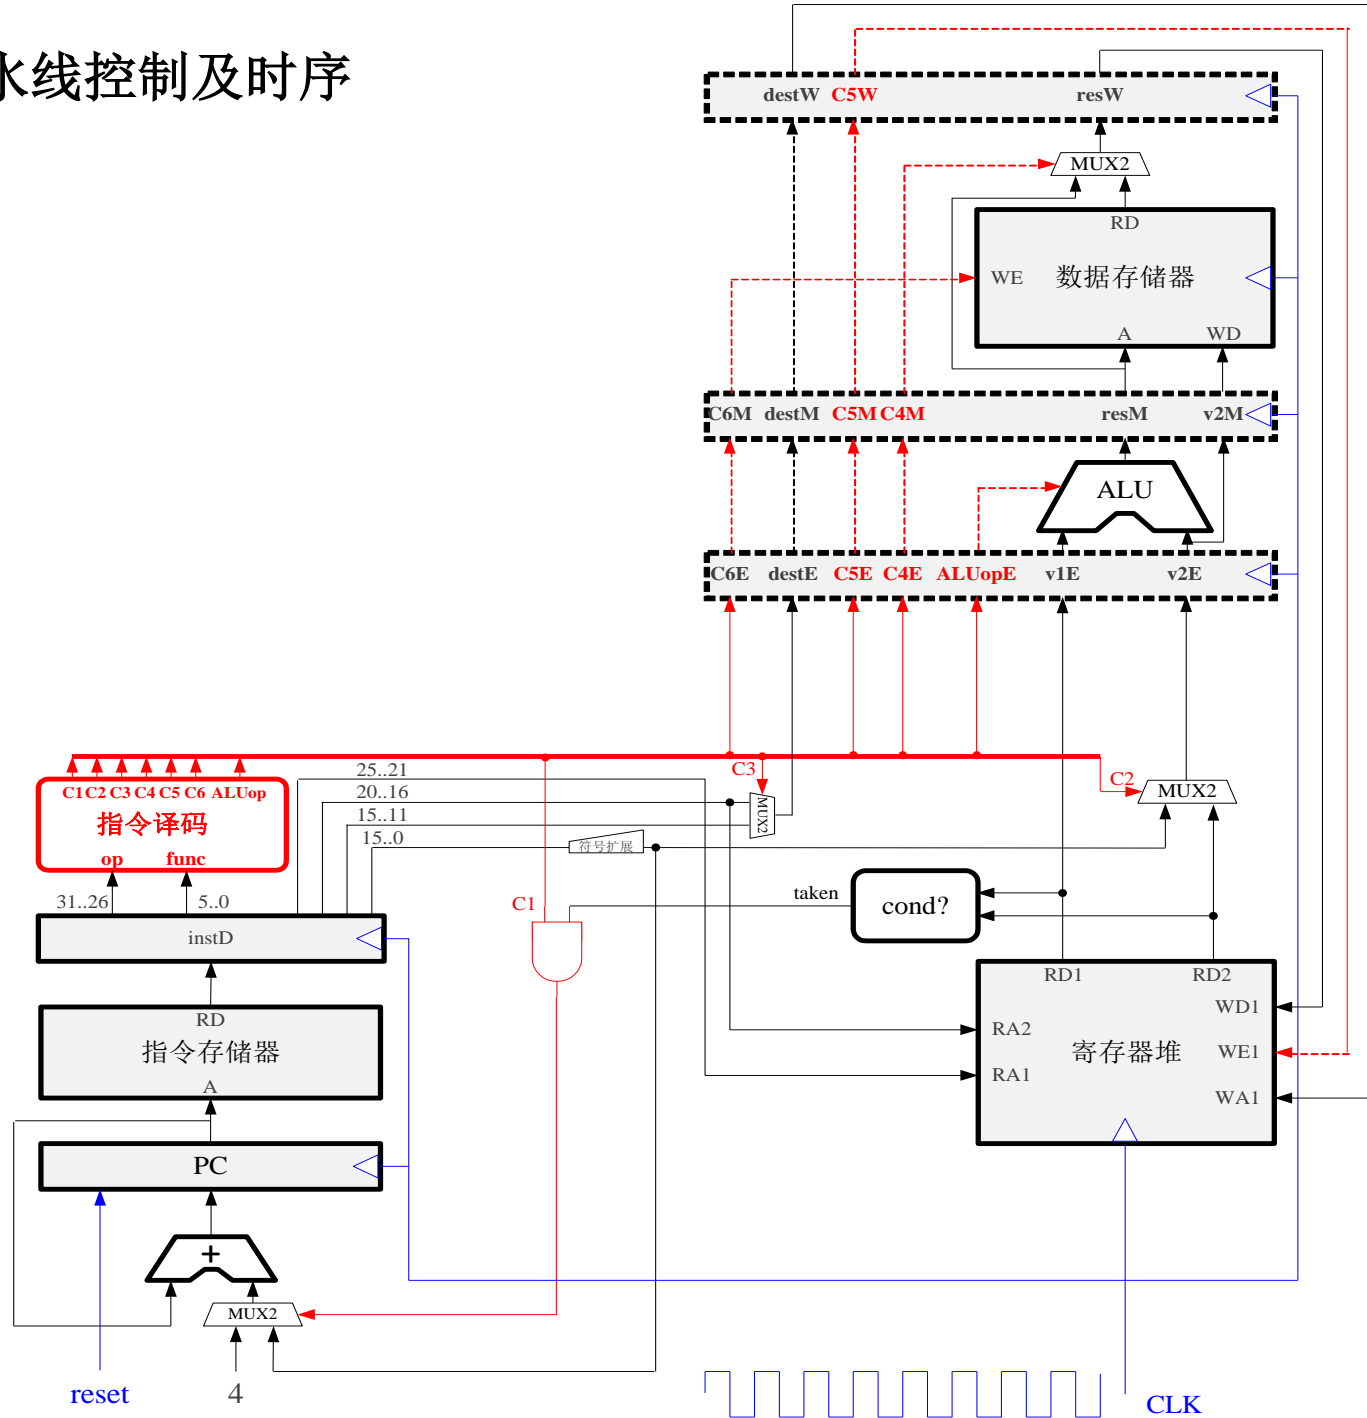 水线控制及时序
destW C5W resW
MUX2
RD
WE 数据存储器
A WD
C6M destM C5M C4M resM v2M
ALU
C6E destE C5E C4E ALUopE v1E v2E
C3 C2
MUX2
MUX2
25..21
20..16
15..11
15..0
符号扩展
C1 C2 C3 C4 C5 C6 ALUop
指令译码
op func
31..26 5..0
C1
taken
cond?
instD
RD
指令存储器
A
RD1 RD2
WD1
RA2 寄存器堆 WE1
RA1
WA1
PC
+
MUX2
reset 4
CLK